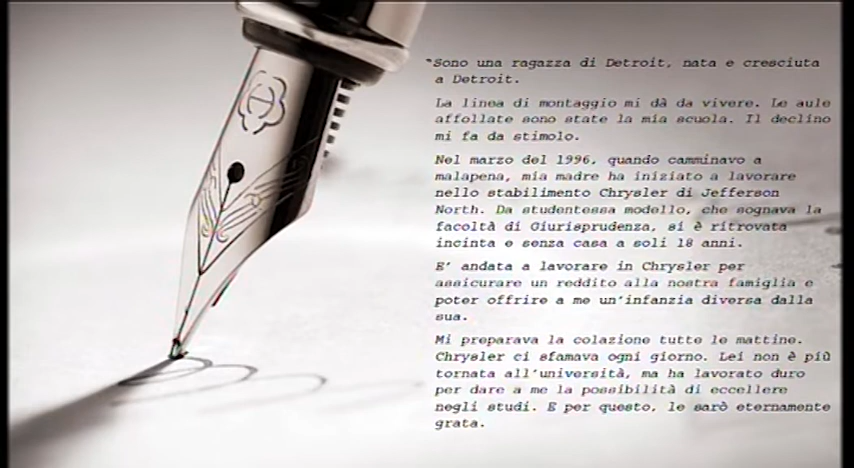 “Sono una ragazza di Detroit, nata e cresciuta
a Detroit.
La linea di montaggio mi dà da vivere. Le aule
affollate sono state la mia scuola. Il declino
mi fa da stimolo.
Nel marzo del 1996, quando camminavo a
malapena, mia madre ha iniziato a lavorare
nello stabilimento Chrysler di Jefferson
North. Da studentessa modello, che sognava la
facoltà di Giurisprudenza, si è ritrovata
incinta e senza casa a soli 18 anni.
E’ andata a lavorare in Chrysler per
assicurare un reddito alla nostra famiglia e
poter offrire a me un’infanzia diversa dalla
sua.
Mi preparava la colazione tutte le mattine.
Chrysler ci sfamava ogni giorno. Lei non è più
tornata all’università, ma ha lavorato duro
per dare a me la possibilità di eccellere
negli studi. E per questo, le sarò eternamente
grata.